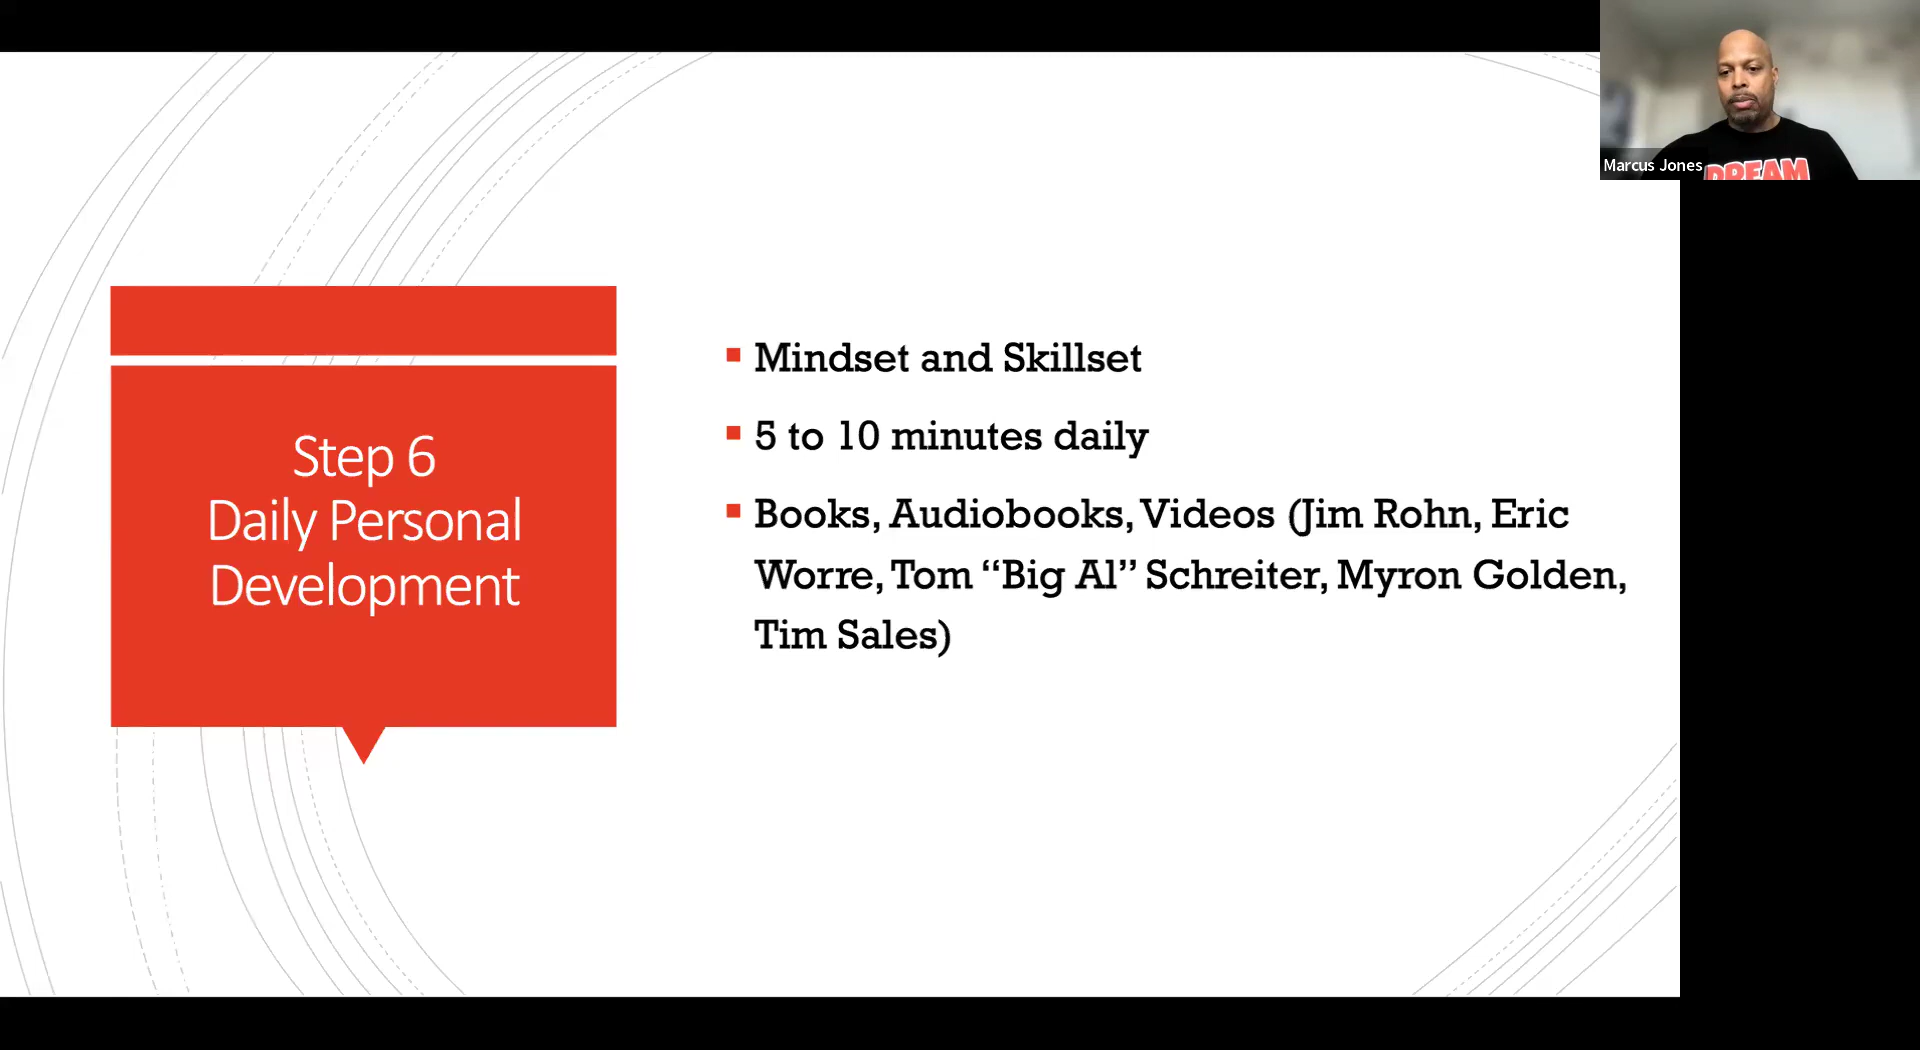 Step 6
Daily Personal
Development
Mindset and Skillset
5 to 10 minutes daily
Books, Audiobooks, Videos (Jim Rohn, Eric
Worre, Tom “Big Al” Schreiter, Myron Golden,
Tim Sales)
Marcus Jones
DREAM